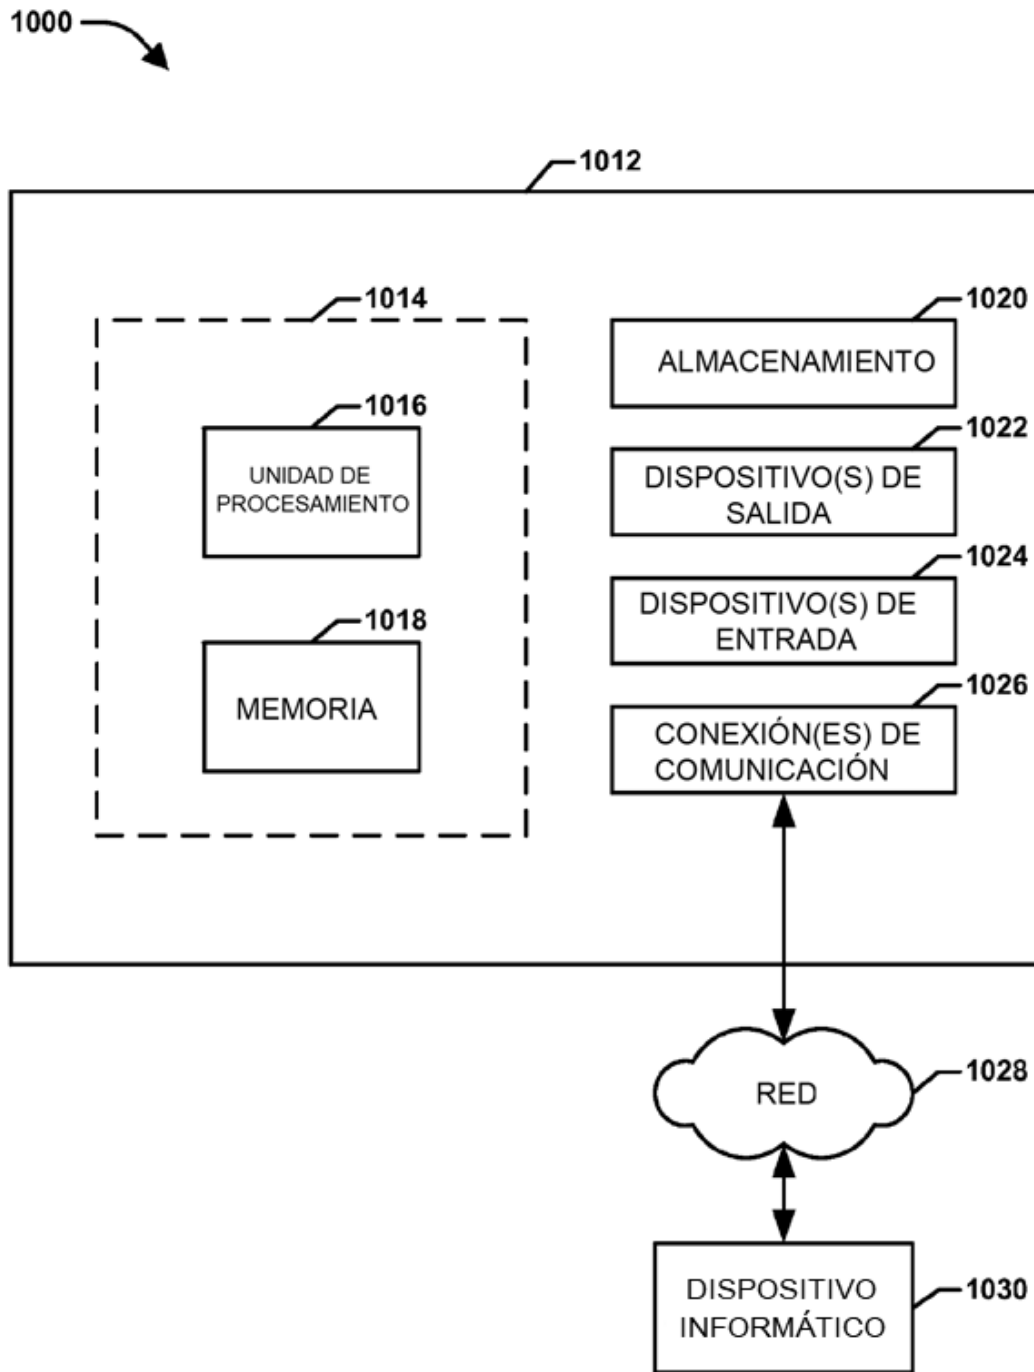 1000
1012
1014
1020
ALMACENAMIENTO
1016
UNIDAD DE
PROCESAMIENTO
1022
DISPOSITIVO(S) DE
SALIDA
1024
DISPOSITIVO(S) DE
ENTRADA
1018
MEMORIA
1026
CONEXIÓN(ES) DE
COMUNICACIÓN
1028
RED
1030
DISPOSITIVO
INFORMÁTICO